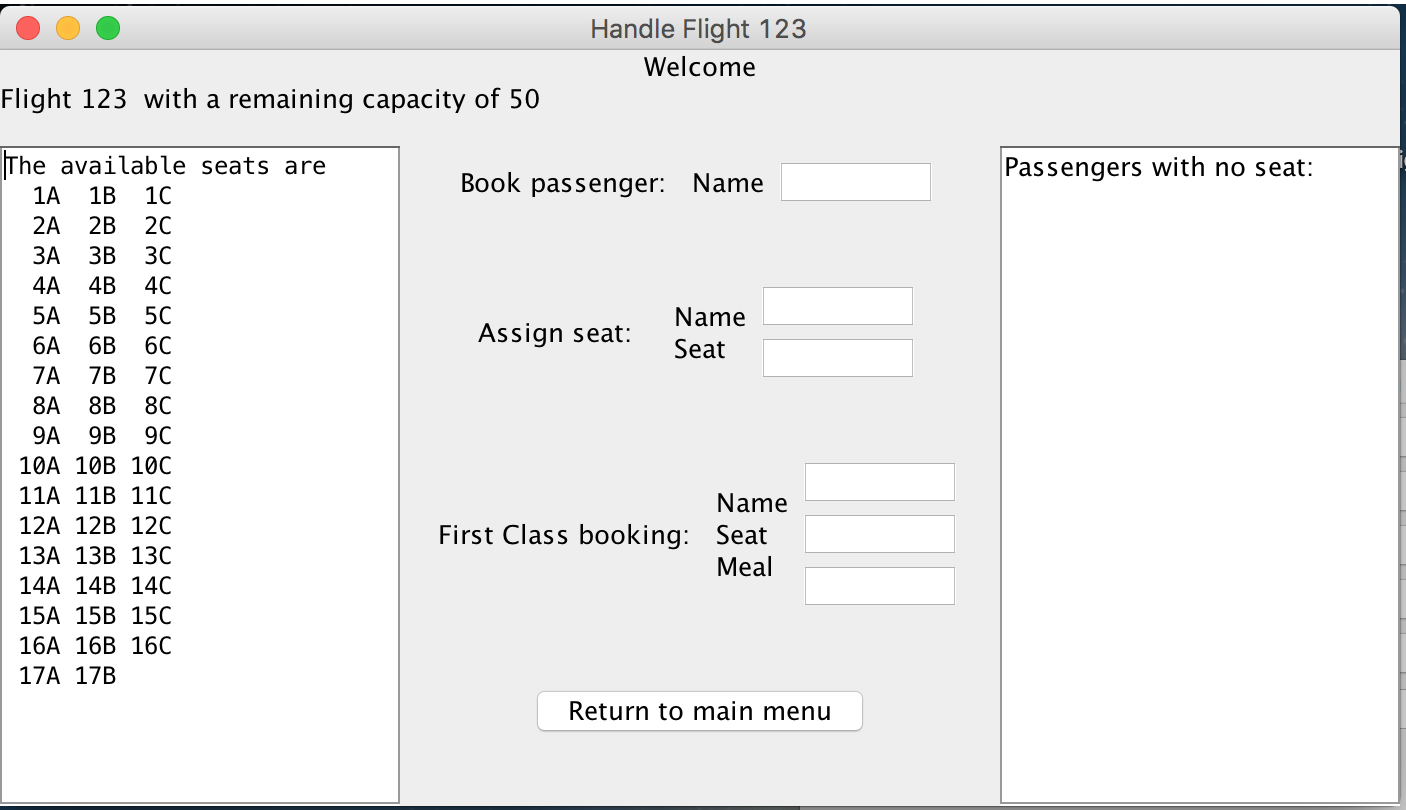 Handle Flight 123
Welcome
Flight 123  with a remaining capacity of 50
The available seats are
1A 1B 1C
2A 2B 2C
3A 3B 3C
4A 4B 4C
5A 5B 5C
6A 6B 6C
7A 7B 7C
8A 8B 8C
9A 9B 9C
10A 10B 10C
11A 11B 11C
12A 12B 12C
13A 13B 13C
14A 14B 14C
15A 15B 15C
16A 16B 16C
17A 17B
Book passenger: Name
Assign seat:
Name
Seat
First Class booking:
Name
Seat
Meal
Return to main menu
Passengers with no seat: